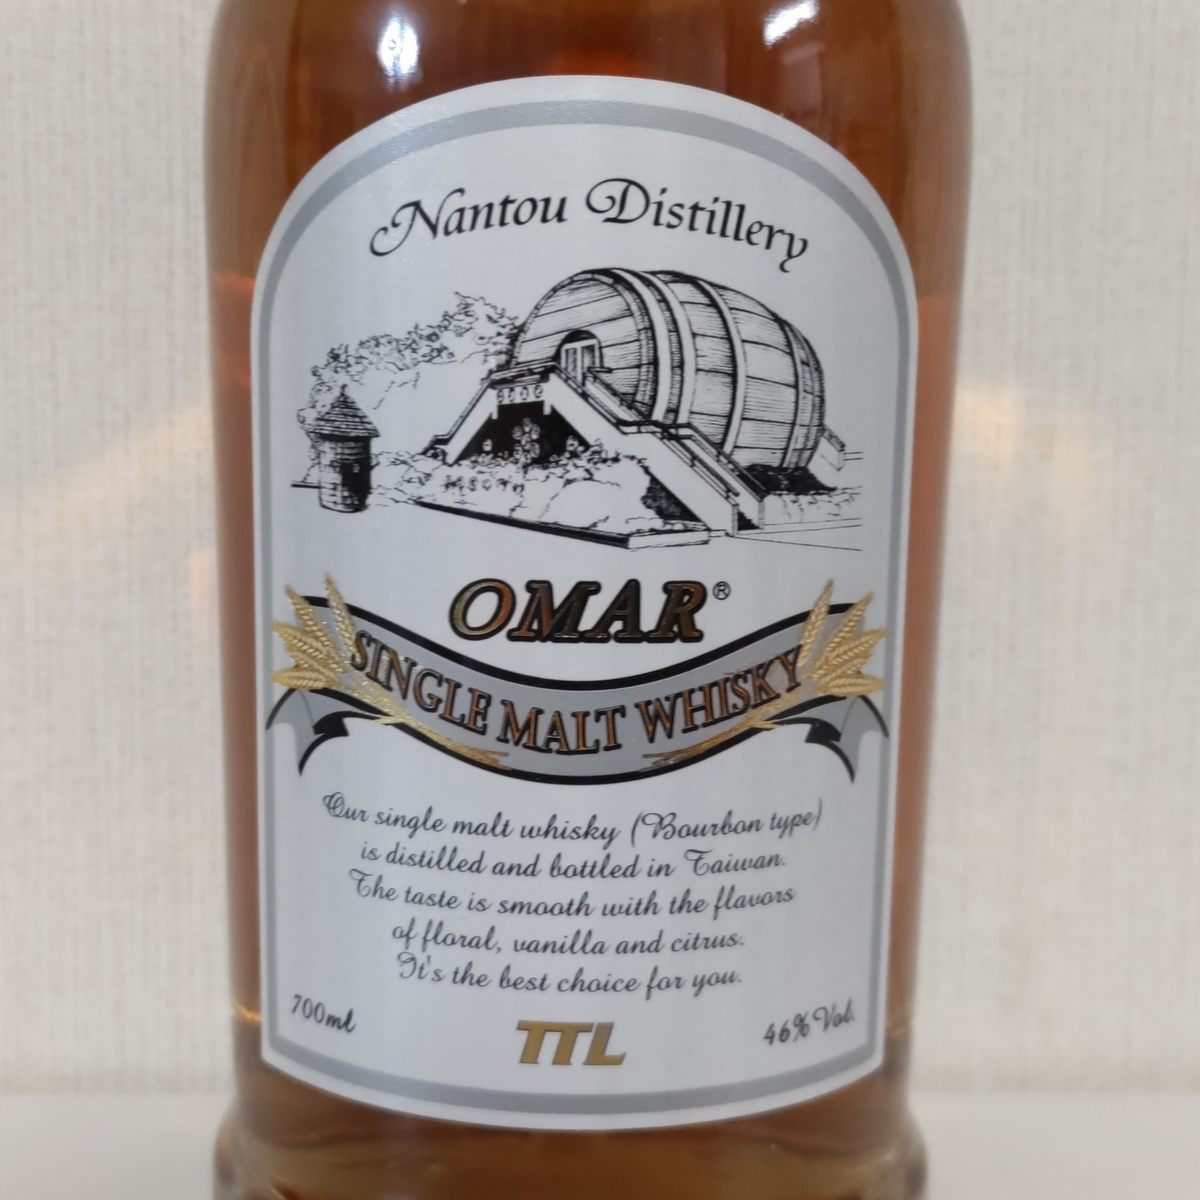 Nantou Distillery
OMAR®
SINGLE MALT WHISKY
Our single malt whisky (Bourbon type)
is distilled and bottled in Taiwan.
The taste is smooth with the flavors
of floral, vanilla and citrus.
It's the best choice for you.
700ml
TTL
46% Vol.